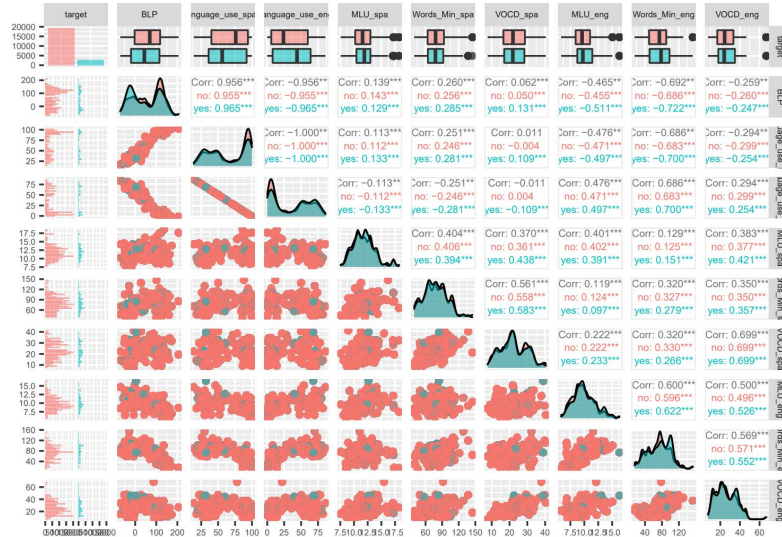 target BLP nguage_use_spa anguage_use_eng MLU_spa Words_Min_spa VOCD_spa MLU_eng Words_Min_eng VOCD_eng
20000
15000
10000
5000
0
target
200 Corr: 0.956*** Corr: −0.956** Corr: 0.139*** Corr: 0.260*** Corr: 0.062*** Corr: −0.465*** Corr: −0.692*** Corr: −0.259**
100 no: 0.955*** no: −0.955*** no: 0.143*** no: 0.256*** no: 0.050*** no: −0.455*** no: −0.686*** no: −0.260***
0 yes: 0.965*** yes: −0.965*** yes: 0.129*** yes: 0.285*** yes: 0.131*** yes: −0.511*** yes: −0.722*** yes: −0.247***
100 Corr: −1.000** Corr: 0.113*** Corr: 0.251*** Corr: 0.011 Corr: −0.476*** Corr: −0.686*** Corr: −0.294**
75 no: −1.000*** no: 0.112*** no: 0.246*** no: −0.004 no: −0.471*** no: −0.683*** no: −0.299***
50 yes: −1.000*** yes: 0.133*** yes: 0.281*** yes: 0.109*** yes: −0.497*** yes: −0.700*** yes: −0.254***
25
75 Corr: −0.113** Corr: −0.251** Corr: −0.011 Corr: 0.476*** Corr: 0.686*** Corr: 0.294***
50 no: −0.112*** no: −0.246*** no: 0.004 no: 0.471*** no: 0.683*** no: 0.299***
25 yes: −0.133*** yes: −0.281*** yes: −0.109*** yes: 0.497*** yes: 0.700*** yes: 0.254***
0
17.5 Corr: 0.404*** Corr: 0.370*** Corr: 0.401*** Corr: 0.129*** Corr: 0.383***
15.0 no: 0.406*** no: 0.361*** no: 0.402*** no: 0.125*** no: 0.377***
12.5 yes: 0.394*** yes: 0.438*** yes: 0.391*** yes: 0.151*** yes: 0.421***
10.0
7.5
150 Corr: 0.561*** Corr: 0.119*** Corr: 0.320*** Corr: 0.350***
120 no: 0.558*** no: 0.124*** no: 0.327*** no: 0.350***
90 yes: 0.583*** yes: 0.097*** yes: 0.279*** yes: 0.357***
60
40 Corr: 0.222*** Corr: 0.320*** Corr: 0.699***
30 no: 0.222*** no: 0.330*** no: 0.699***
20 yes: 0.233*** yes: 0.266*** yes: 0.699***
10
15.0 Corr: 0.600*** Corr: 0.500***
12.5 no: 0.596*** no: 0.496***
10.0 yes: 0.622*** yes: 0.526***
7.5
160 Corr: 0.569***
120 no: 0.571***
80 yes: 0.552***
40
60
40
20
0
0 100 200 25 50 75 100 0 25 50 75 7.5 10.0 12.5 15.0 17.5 60 90 120 150 10 20 30 40 7.5 10.0 12.5 15.0 40 80 120 20 40 60